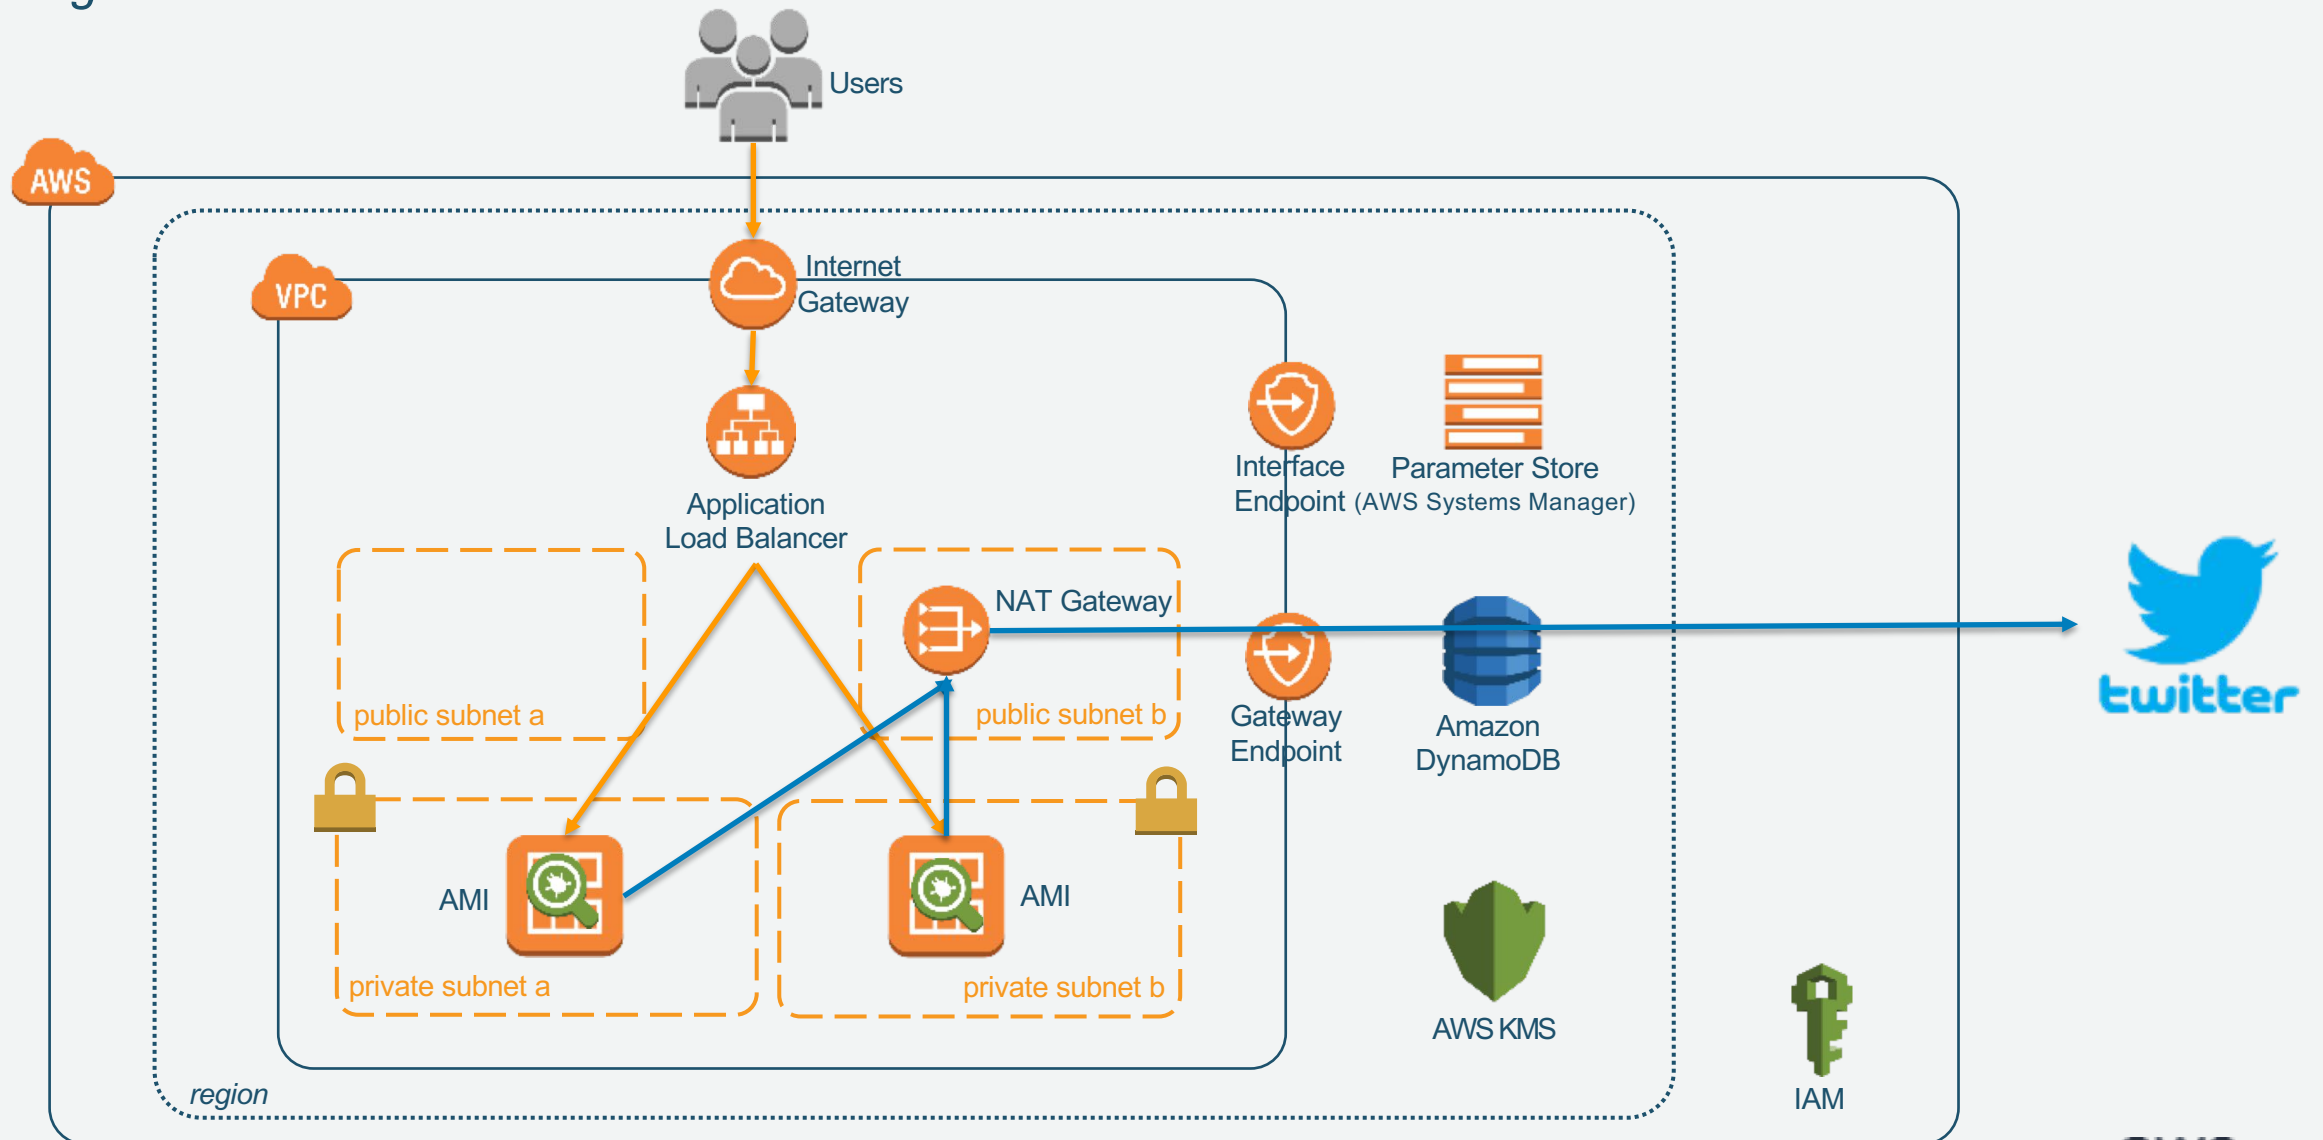 Users
AWS
Internet
Gateway
VPC
Interface
Endpoint
Parameter Store
(AWS Systems Manager)
Application
Load Balancer
NAT Gateway
public subnet a
public subnet b
Gateway
Endpoint
Amazon
DynamoDB
twitter
AMI
AMI
private subnet a
private subnet b
AWS KMS
IAM
region